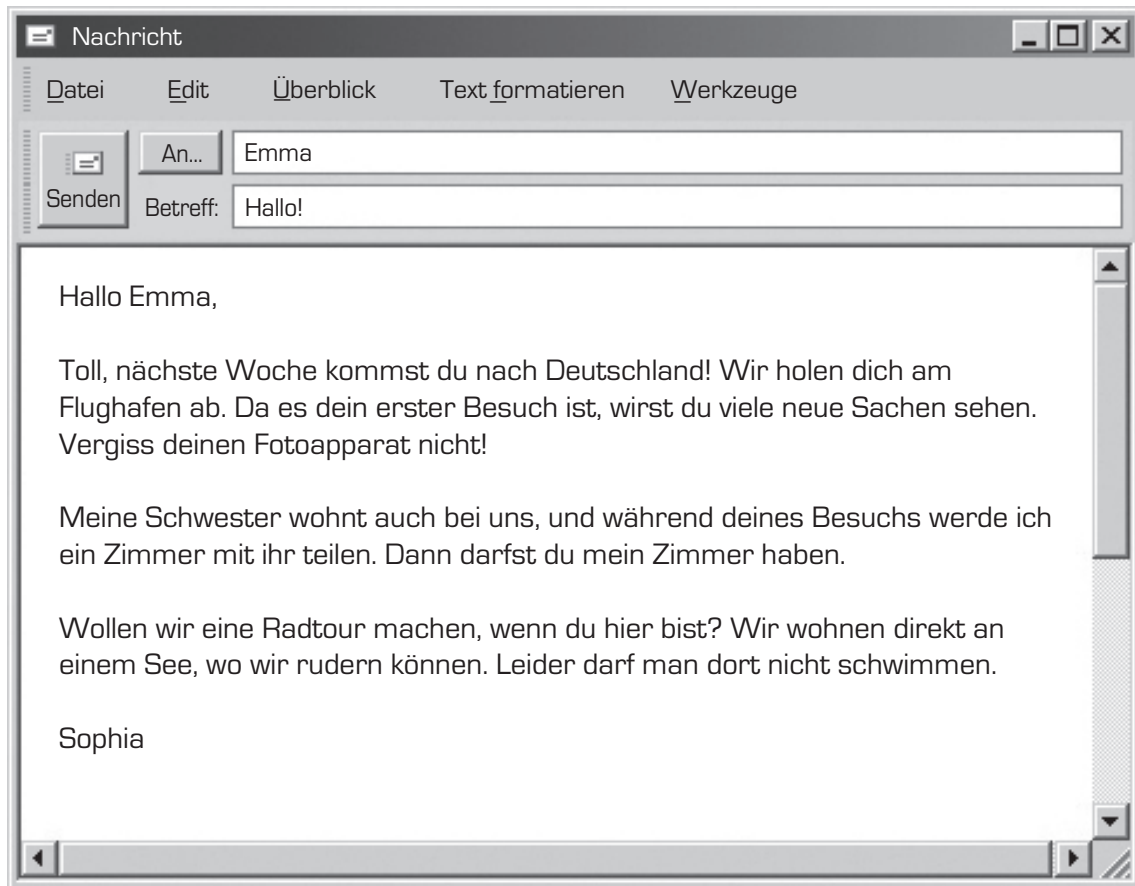 Nachricht
Datei Edit Überblick Text formatieren Werkzeuge
Senden
An... Emma
Betreff: Hallo!
Hallo Emma,
Toll, nächste Woche kommst du nach Deutschland! Wir holen dich am
Flughafen ab. Da es dein erster Besuch ist, wirst du viele neue Sachen sehen.
Vergiss deinen Fotoapparat nicht!
Meine Schwester wohnt auch bei uns, und während deines Besuchs werde ich
ein Zimmer mit ihr teilen. Dann darfst du mein Zimmer haben.
Wollen wir eine Radtour machen, wenn du hier bist? Wir wohnen direkt an
einem See, wo wir rudern können. Leider darf man dort nicht schwimmen.
Sophia